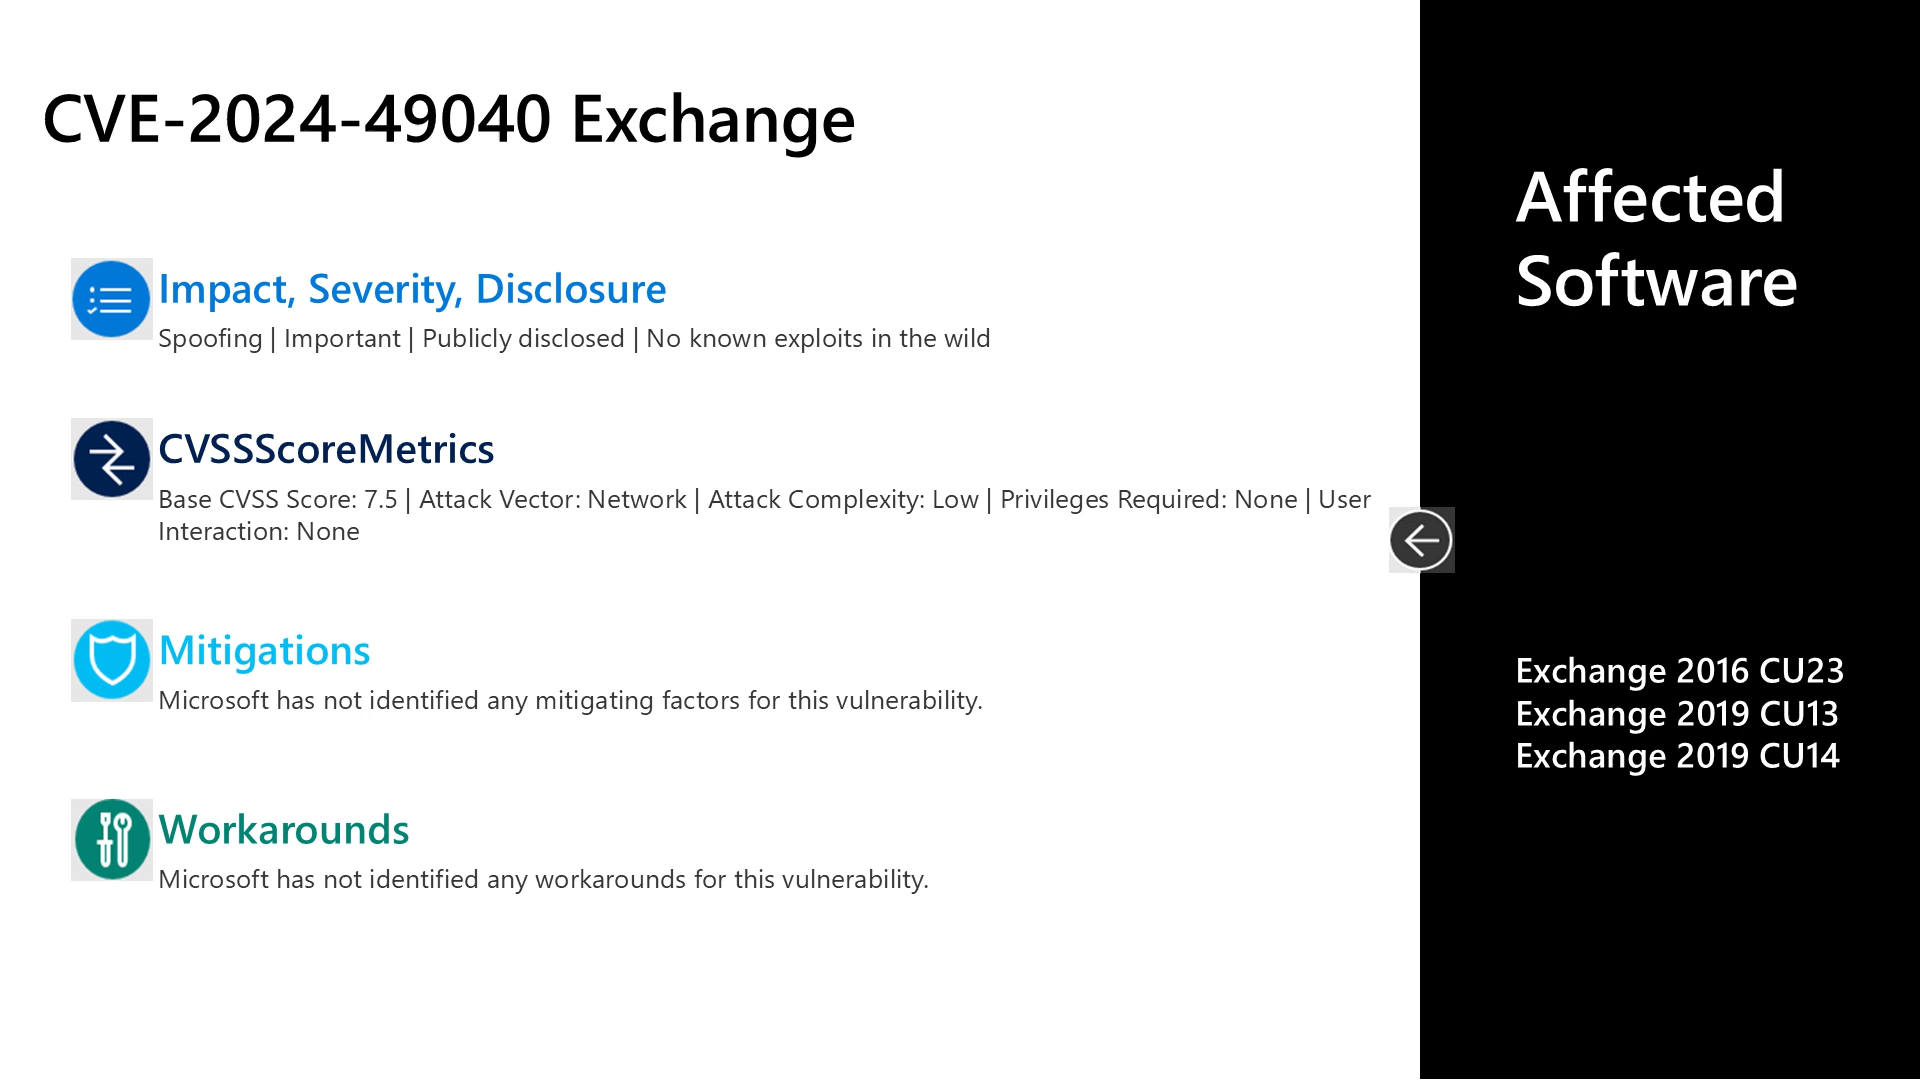 CVE-2024-49040 Exchange
Impact, Severity, Disclosure
Spoofing | Important | Publicly disclosed | No known exploits in the wild
CVSSScoreMetrics
Base CVSS Score: 7.5 | Attack Vector: Network | Attack Complexity: Low | Privileges Required: None | User
Interaction: None
Mitigations
Microsoft has not identified any mitigating factors for this vulnerability.
Workarounds
Microsoft has not identified any workarounds for this vulnerability.
Affected
Software
Exchange 2016 CU23
Exchange 2019 CU13
Exchange 2019 CU14